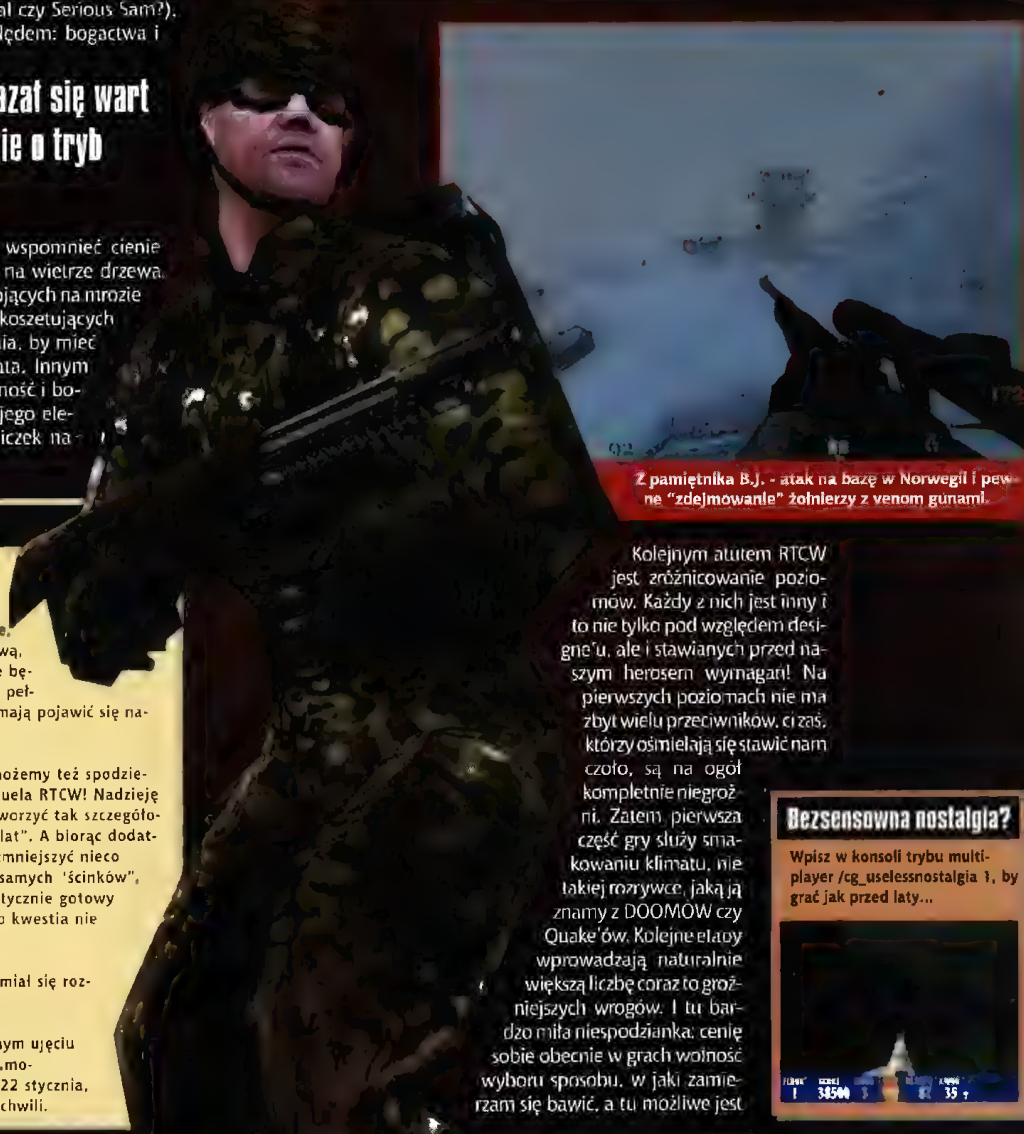 al czy Serious Sam?).
lędem: bogactwa i
azał się wart
ie o tryb
wspomnieć cienie
na wietrze drzewa,
ojących na mrozie
koszetujących
nia, by mieć
ata. Innym
ność i bo-
jego ele-
iczek na-
Z pamiętnika B.J. - atak na bazę w Norwegii i pew-
ne "zdejmowanie" żołnierzy z venom gunami.
e.
wą,
e bę-
peł-
mają pojawić się na-
możemy też spodzie-
uela RTCW! Nadzieję
worzyć tak szczegóło-
lat". A biorąc dodat-
mniejszyć nieco
samych 'ścinków",
tycznie gotowy
o kwestia nie
miał się roz-
nym ujęciu
.mo-
22 stycznia,
chwili.
Kolejnym atutem RTCW
jest zróżnicowanie pozio-
mów. Każdy z nich jest inny i
to nie tylko pod względem desi-
gne'u, ale i stawianych przed na-
szym herosem wymagań! Na
pierwszych poziomach nie ma
zbyt wielu przeciwników, ci zaś,
którzy ośmielają się stawić nam
czoło, są na ogół
kompletnie niegroź-
ni. Zatem pierwsza
część gry służy sma-
kowaniu klimatu, nie
takiej rozrywce, jaką ją
znamy z DOOMÓW czy
Quake'ów. Kolejne etapy
wprowadzają naturalnie
większą liczbę coraz to groź-
niejszych wrogów. I tu bar-
dzo miła niespodzianka: cenię
sobie obecnie w grach wolność
wyboru sposobu, w jaki zamie-
rzam się bawić, a tu możliwe jest
Bezsensowna nostalgia?
Wpisz w konsoli trybu multi-
player /cg_uselessnostalgia 1, by
grać jak przed laty...
1 38500 3 35